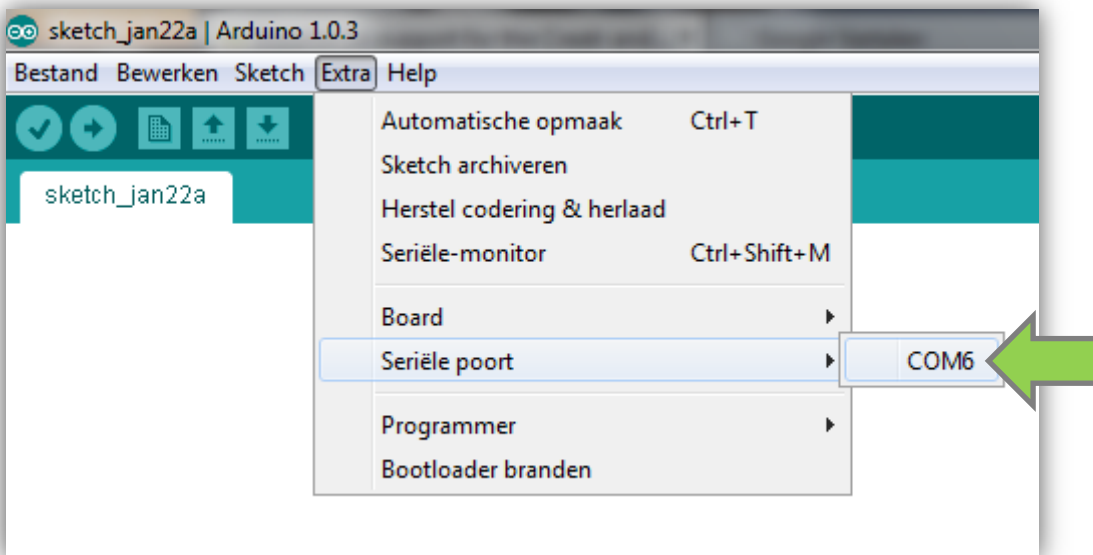 sketch_jan22a | Arduino 1.0.3
Bestand Bewerken Sketch Extra Help
Automatische opmaak Ctrl+T
Sketch archiveren
sketch_jan22a
Herstel codering & herlaad
Seriële-monitor Ctrl+Shift+M
Board
Seriële poort COM6
Programmer
Bootloader branden